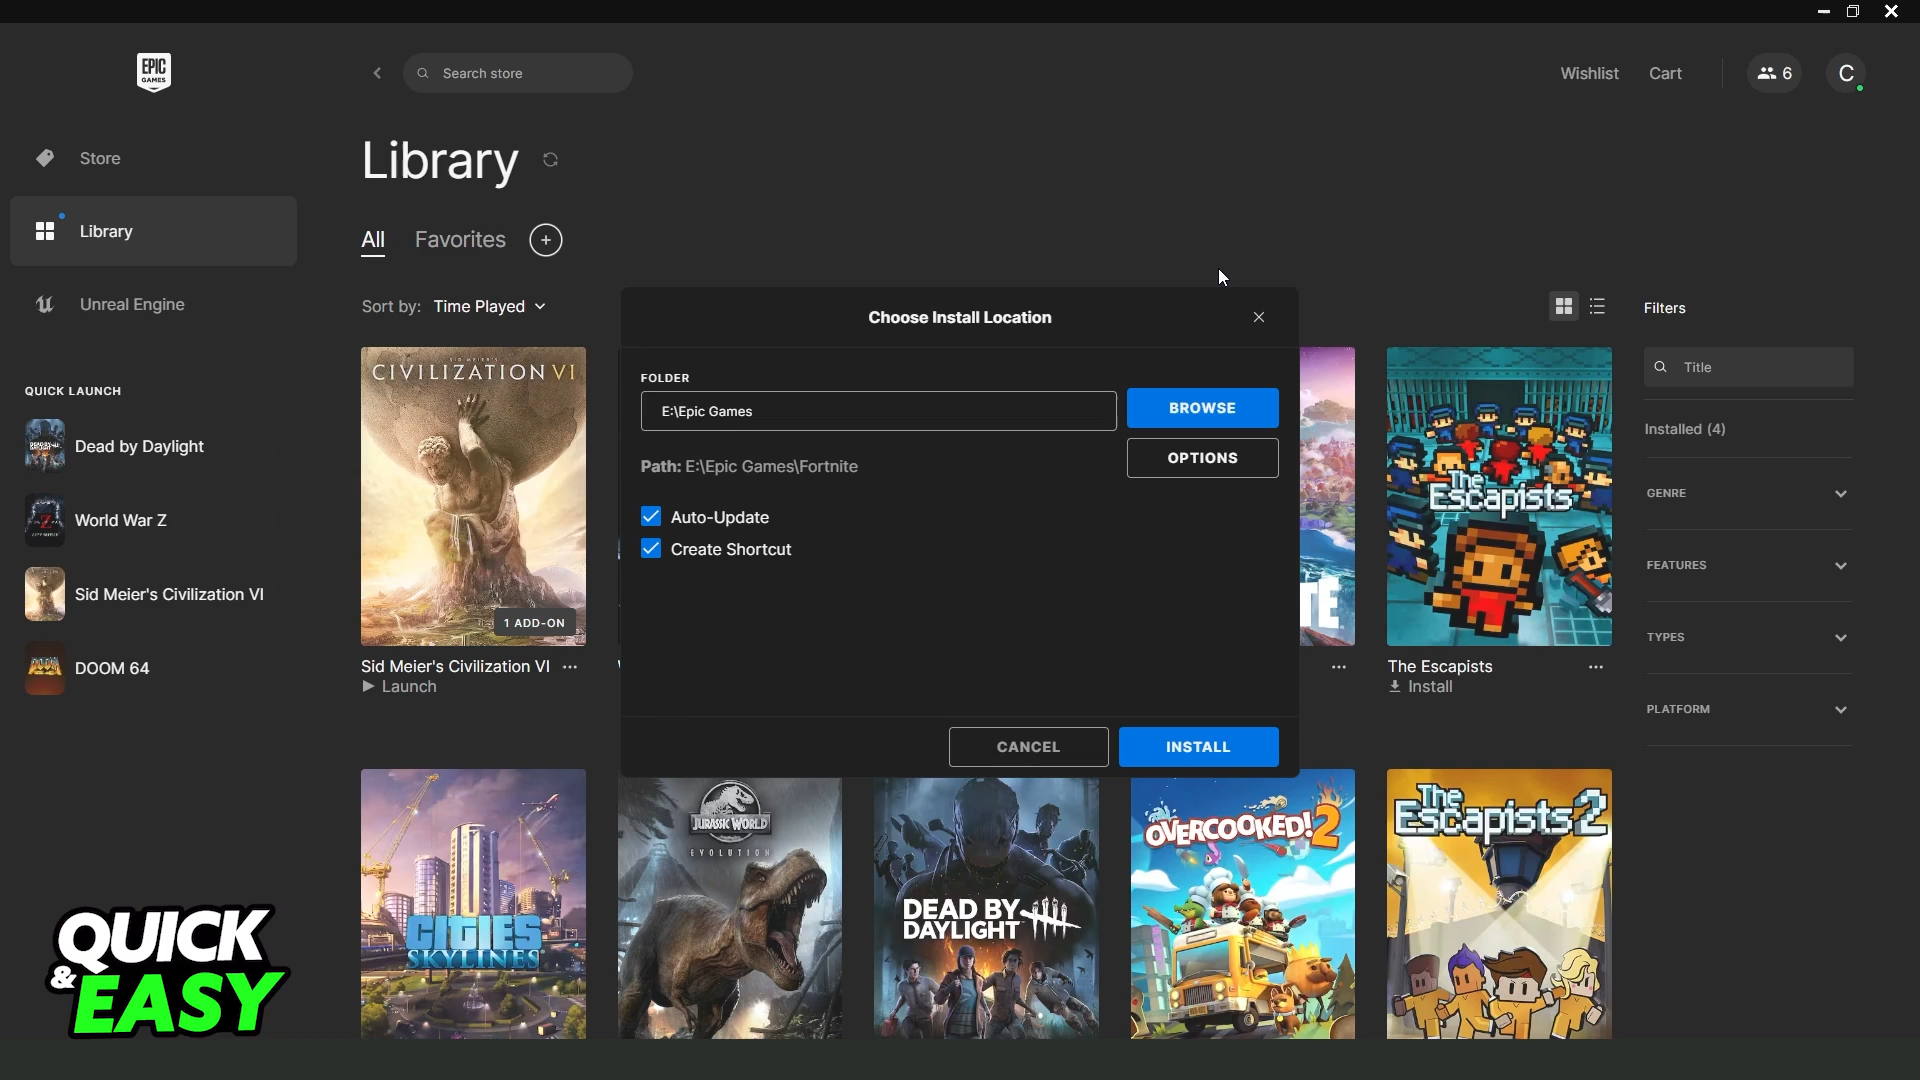 EPIC
GAMES
Search store
Wishlist
Cart
6
C
Store
Library
Unreal Engine
QUICK LAUNCH
Dead by Daylight
World War Z
Sid Meier's Civilization VI
DOOM 64
Library
All
Favorites
+
Sort by: Time Played
SID MEIER'S
CIVILIZATION VI
1 ADD-ON
Sid Meier's Civilization VI
Launch
Choose Install Location
FOLDER
E:\Epic Games
BROWSE
Path: E:\Epic Games\Fortnite
OPTIONS
Auto-Update
Create Shortcut
CANCEL
INSTALL
TE
The
Escapists
The Escapists
Install
Filters
Title
Installed (4)
GENRE
FEATURES
TYPES
PLATFORM
CITIES
SKYLINES
JURASSIC WORLD
EVOLUTION
DEAD BY
DAYLIGHT
OVERCOOKED! 2
The
Escapists 2
QUICK
& EASY